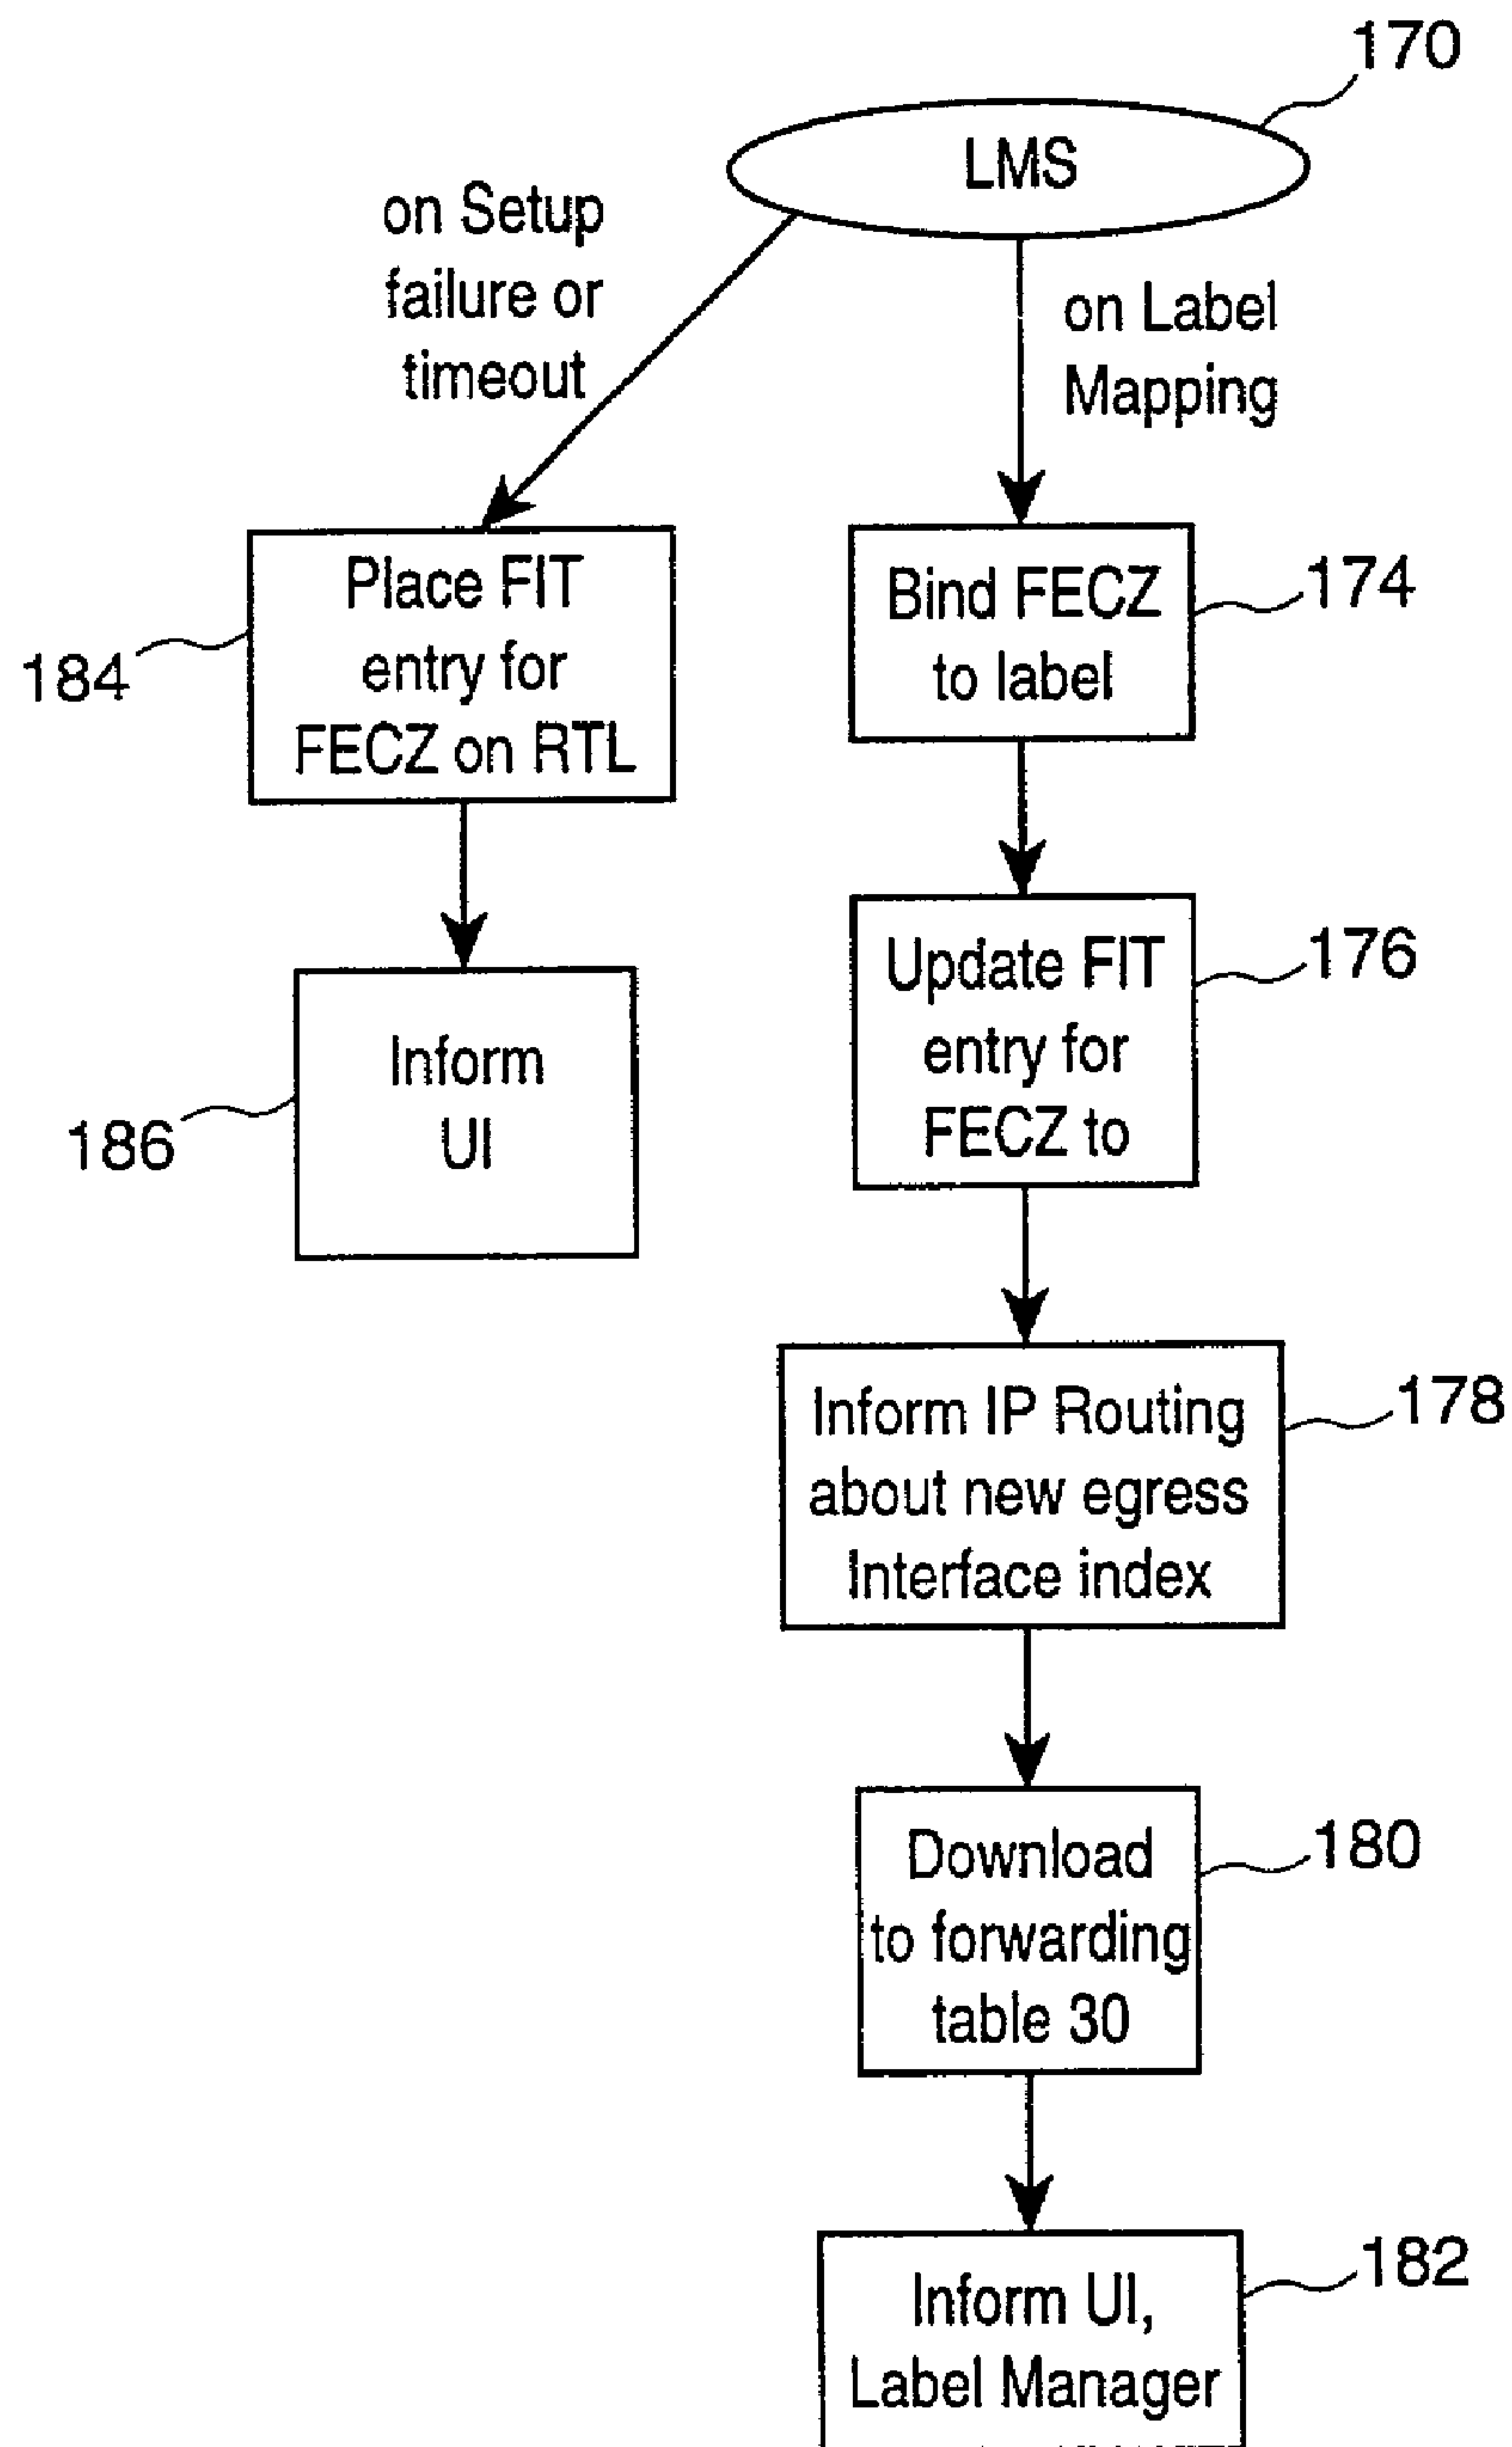 170
LMS
on Setup
failure or
timeout
on Label
Mapping
Place FIT
entry for
FECZ on RTL
184
Bind FECZ
to label
174
Inform
UI
186
Update FIT
entry for
FECZ to
176
Inform IP Routing
about new egress
Interface index
178
Download
to forwarding
table 30
180
Inform UI,
Label Manager
182